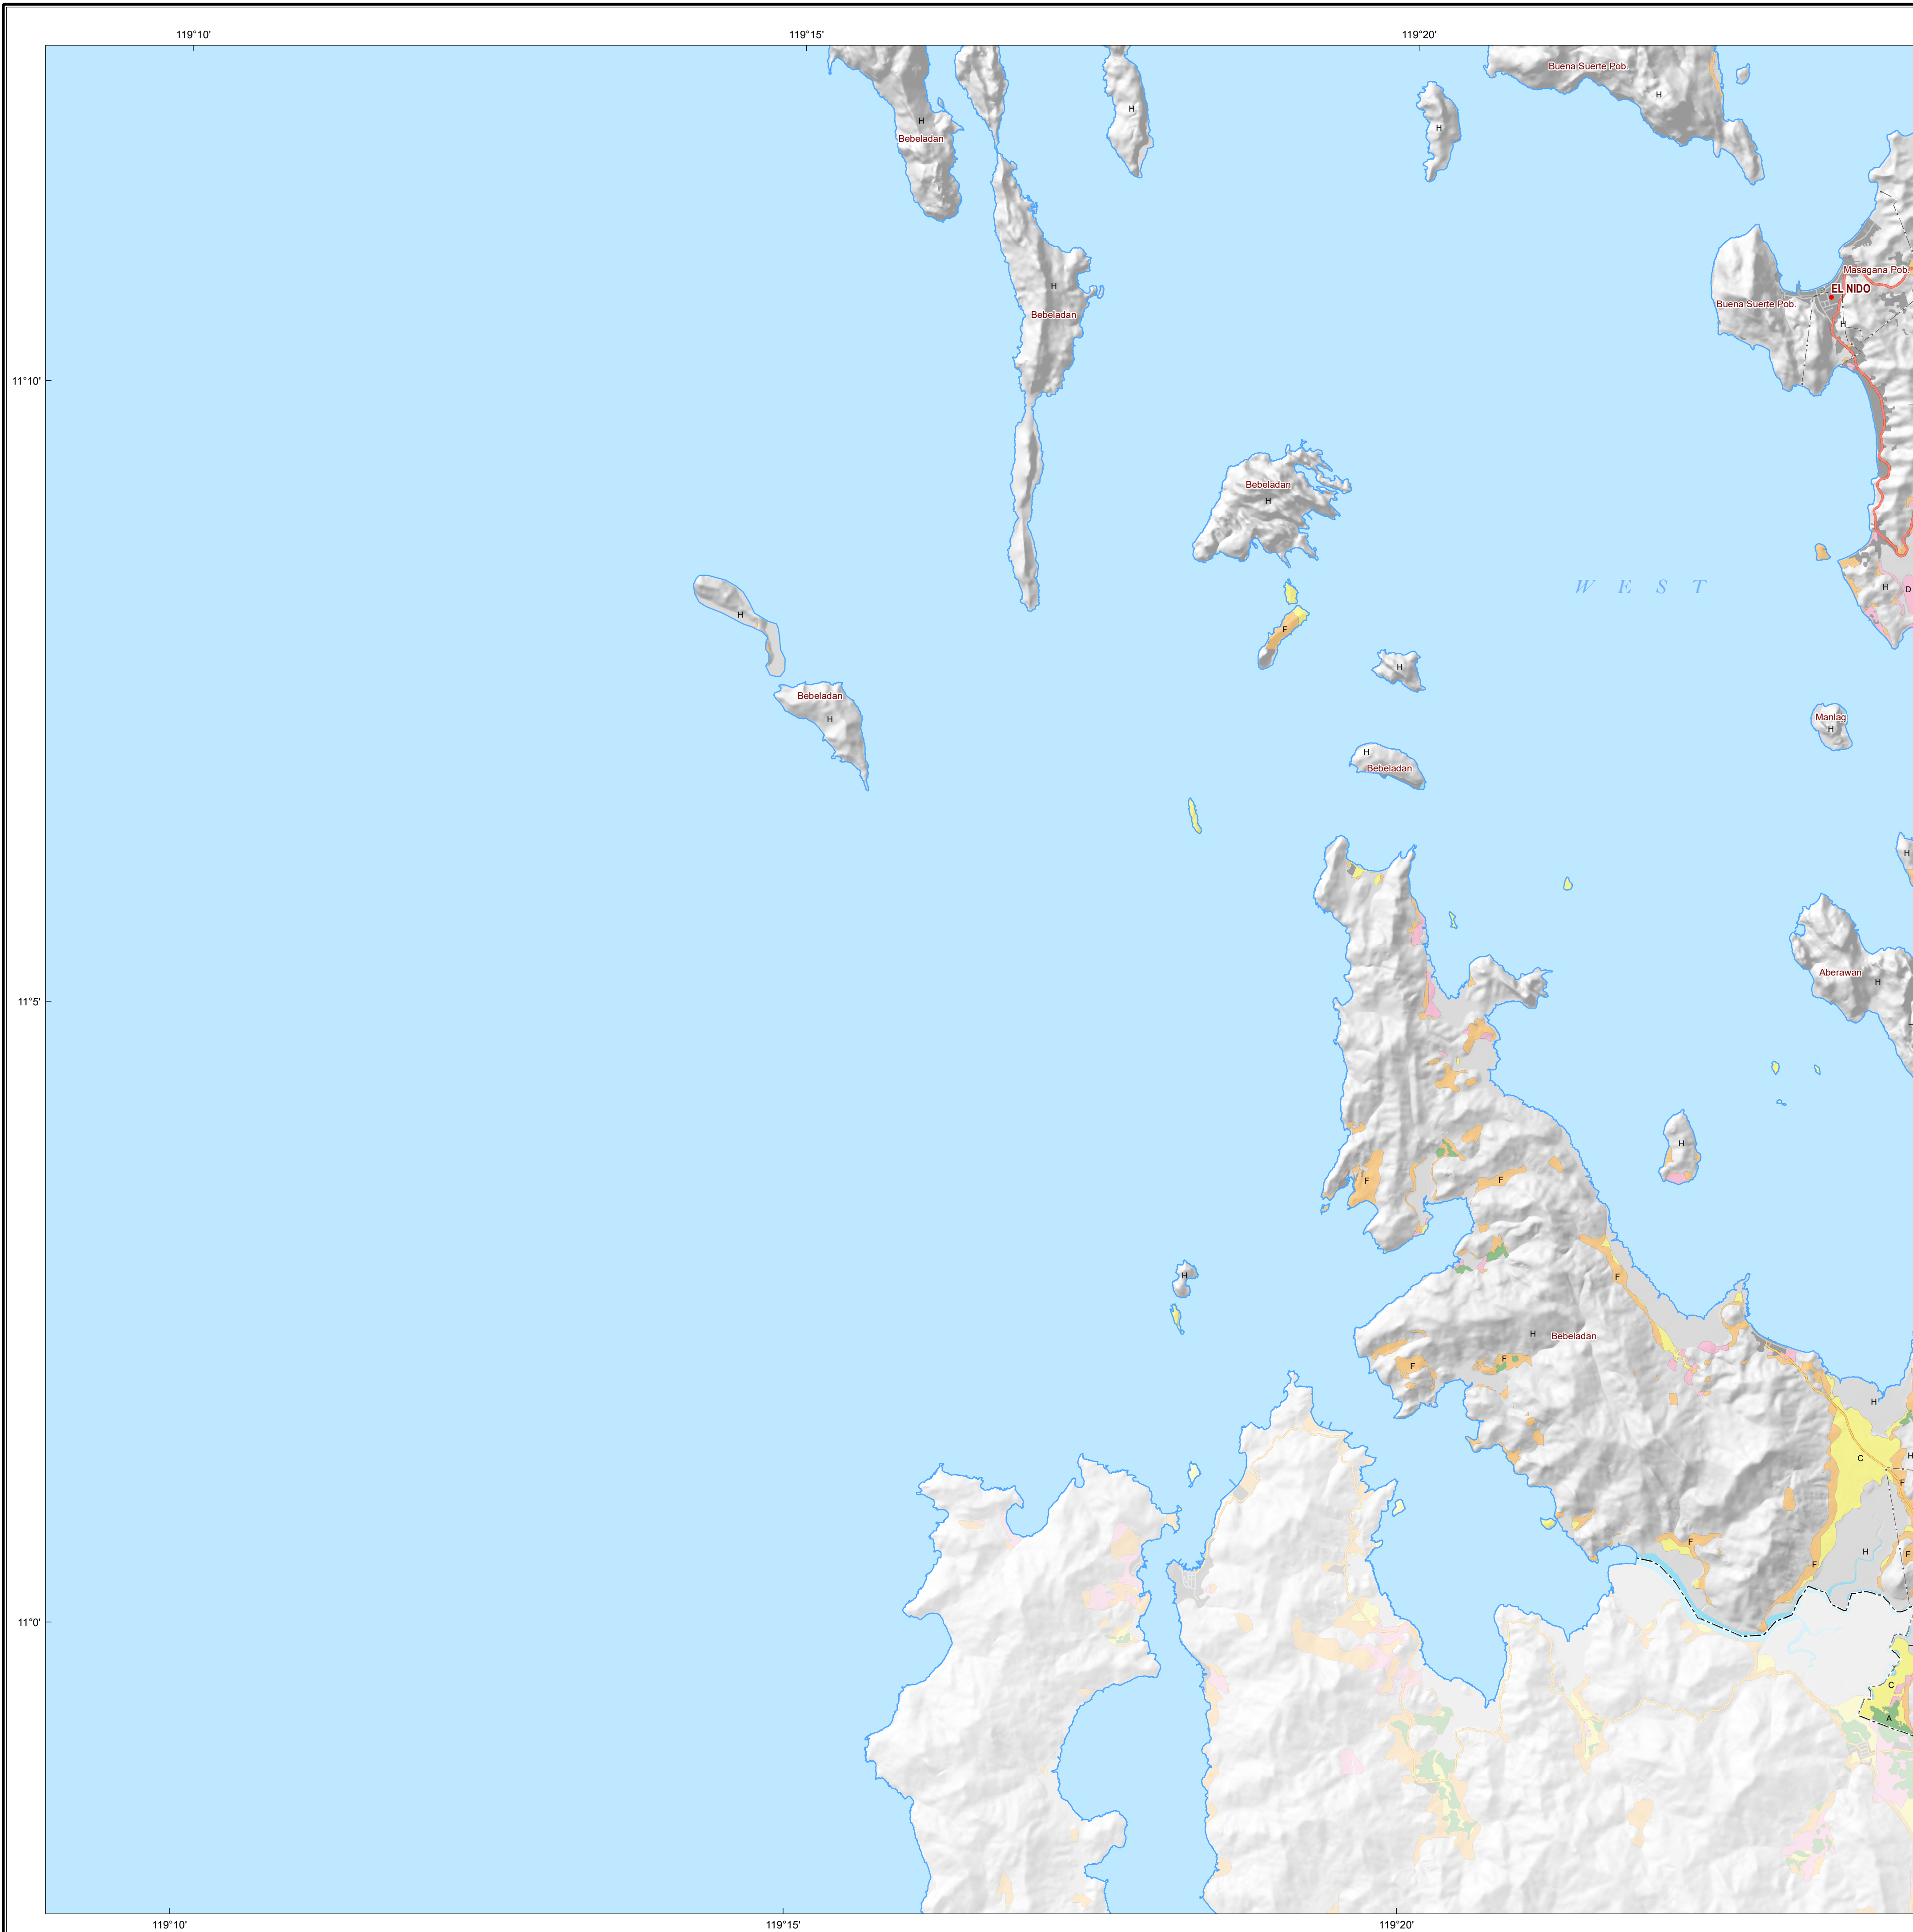 119°10' 119°15' 119°20'
Buena Suerte Pob.
H
H
H
H
Bebeladan
Masagana Pob.
H
EL NIDO
Buena Suerte Pob.
Bebeladan
H
11°10'
Bebeladan
H
WEST
H D
H
F
H
Bebeladan
H
Manlag
H
H
Bebeladan
H
Aberawan
H
11°5'
H
F
F
H
F
H
Bebeladan
F
F
H
H
C
F
F
H
F
F
11°0'
C
A
119°10' 119°15' 119°20'